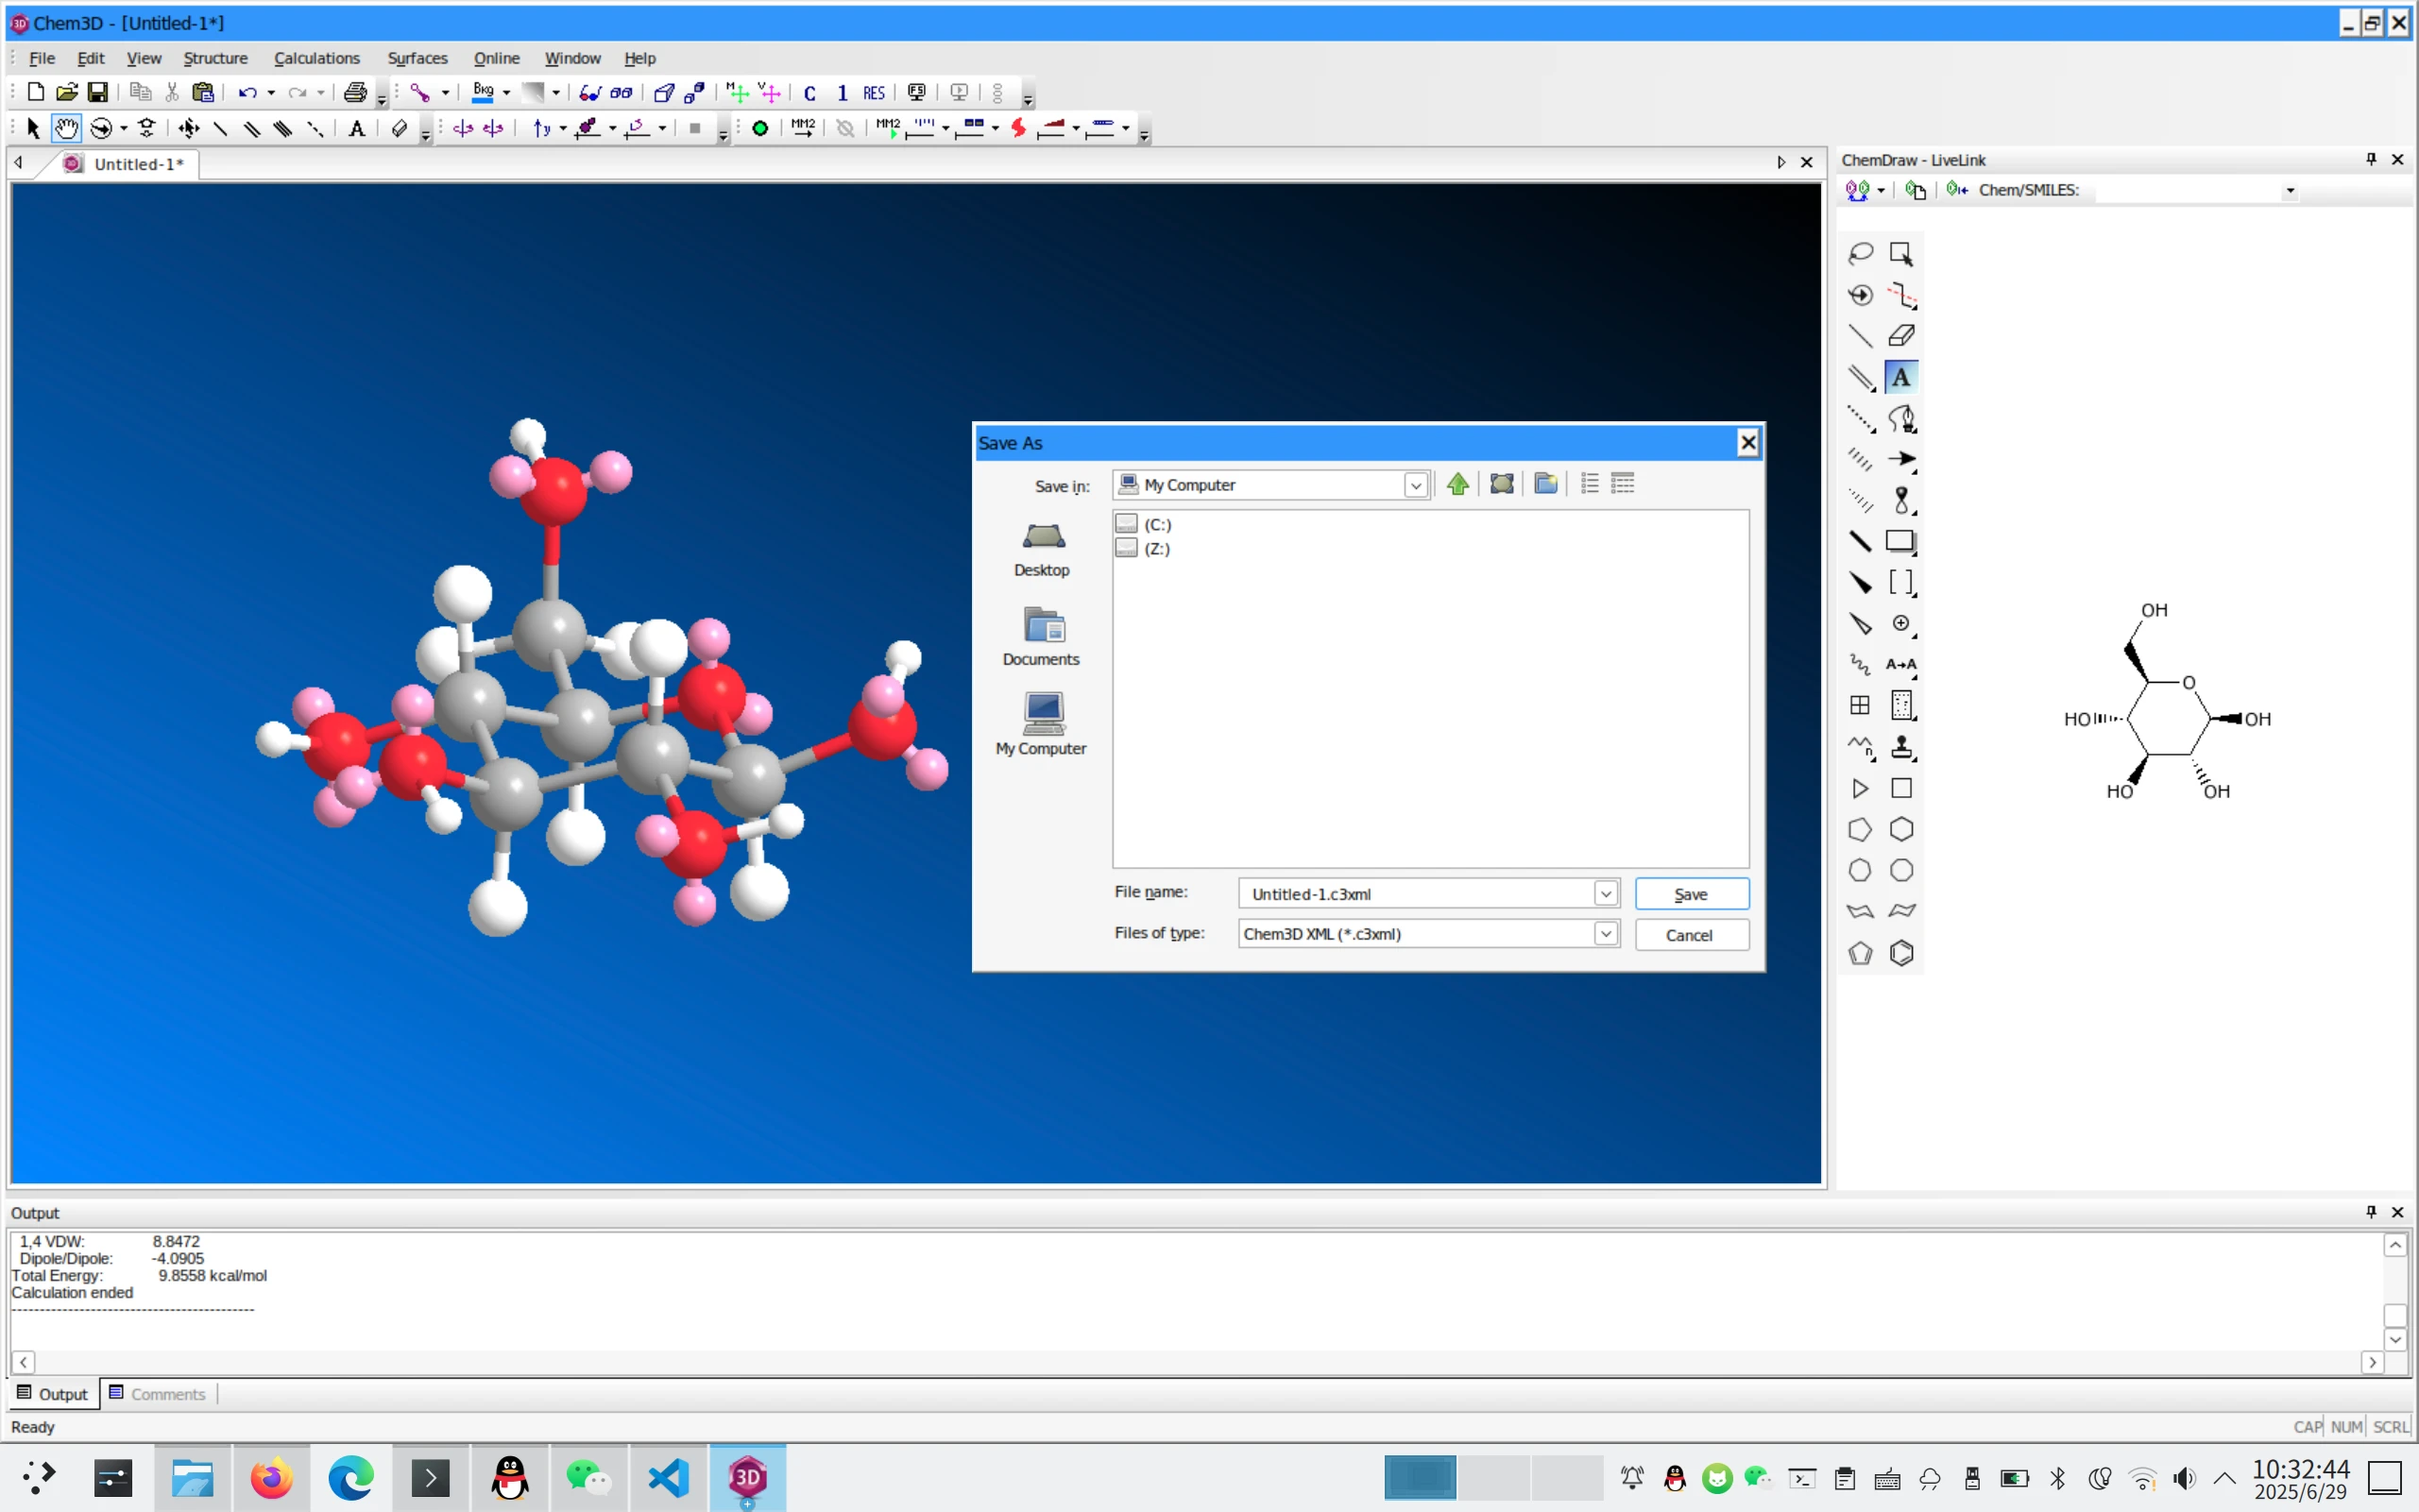 Chem3D - [Untitled-1*]
File Edit View Structure Calculations Surfaces Online Window Help
Bkg M V C 1 RES F5
A y MM2 MM2
Untitled-1*
ChemDraw - LiveLink
Chem/SMILES:
A
A→A
n
OH
O
HO OH
HO OH
Save As
Save in: My Computer
(C:)
(Z:)
Desktop
Documents
My Computer
File name: Untitled-1.c3xml Save
Files of type: Chem3D XML (*.c3xml) Cancel
Output
1,4 VDW: 8.8472
Dipole/Dipole: -4.0905
Total Energy: 9.8558 kcal/mol
Calculation ended
------------------------------------------
Output Comments
Ready
CAP NUM SCRL
3D
10:32:44
2025/6/29